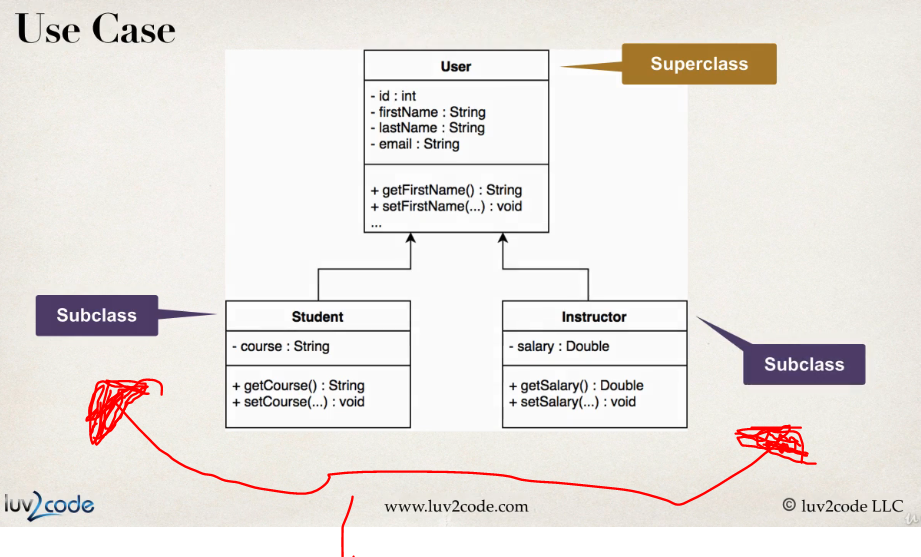 Use Case
User
Superclass
- id : int
- firstName : String
- lastName : String
- email : String
+ getFirstName() : String
+ setFirstName(...) : void
...
Subclass
Student
- course : String
+ getCourse() : String
+ setCourse(...) : void
Instructor
- salary : Double
+ getSalary() : Double
+ setSalary(...) : void
Subclass
luv2code
www.luv2code.com
© luv2code LLC